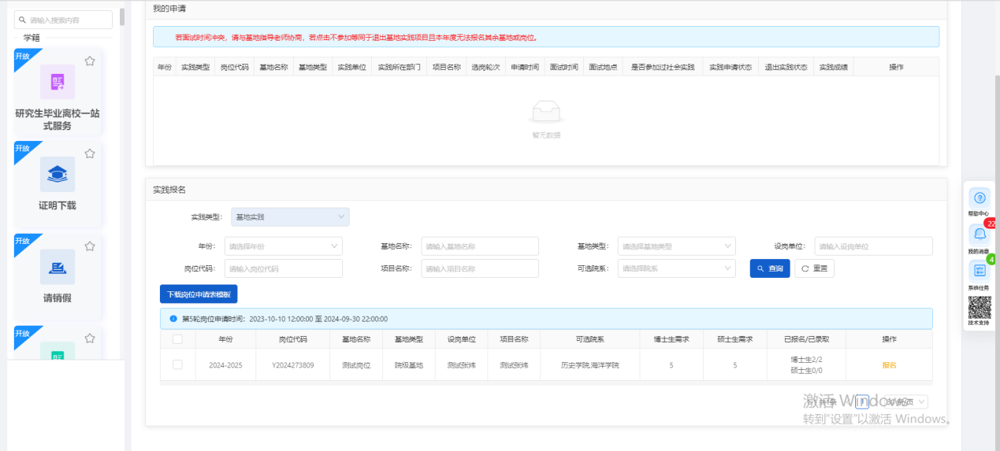 请输入搜索内容
学籍
开放
研究生毕业离校一站
式服务
开放
证明下载
开放
请销假
开放
我的申请
若面试时间冲突，请与基地指导老师协商，若点击不参加等同于退出基地实践项目且本年度无法报名其余基地或岗位。
年份 实践类型 岗位代码 基地名称 基地类型 实践单位 实践所在部门 项目名称 选岗轮次 申请时间 面试时间 面试地点 是否参加过社会实践 实践申请状态 退出实践状态 实践成绩 操作
暂无数据
实践报名
实践类型： 基地实践
年份： 请选择年份 基地名称： 请输入基地名称 基地类型： 请选择基地类型 设岗单位： 请输入设岗单位
岗位代码： 请输入岗位代码 项目名称： 请输入项目名称 可选院系： 请选择院系 查询 重置
下载岗位申请表模板
第5轮岗位申请时间：2023-10-10 12:00:00 至 2024-09-30 22:00:00
年份 岗位代码 基地名称 基地类型 设岗单位 项目名称 可选院系 博士生需求 硕士生需求 已报名/已录取 操作
2024-2025 Y2024273809 测试岗位 院级基地 测试张炜 测试张炜 历史学院,海洋学院 5 5 博士生2/2 报名
硕士生0/0
1
激活 Windows
转到"设置"以激活 Windows。
帮助中心
22
我的消息
4
系统任务
技术支持